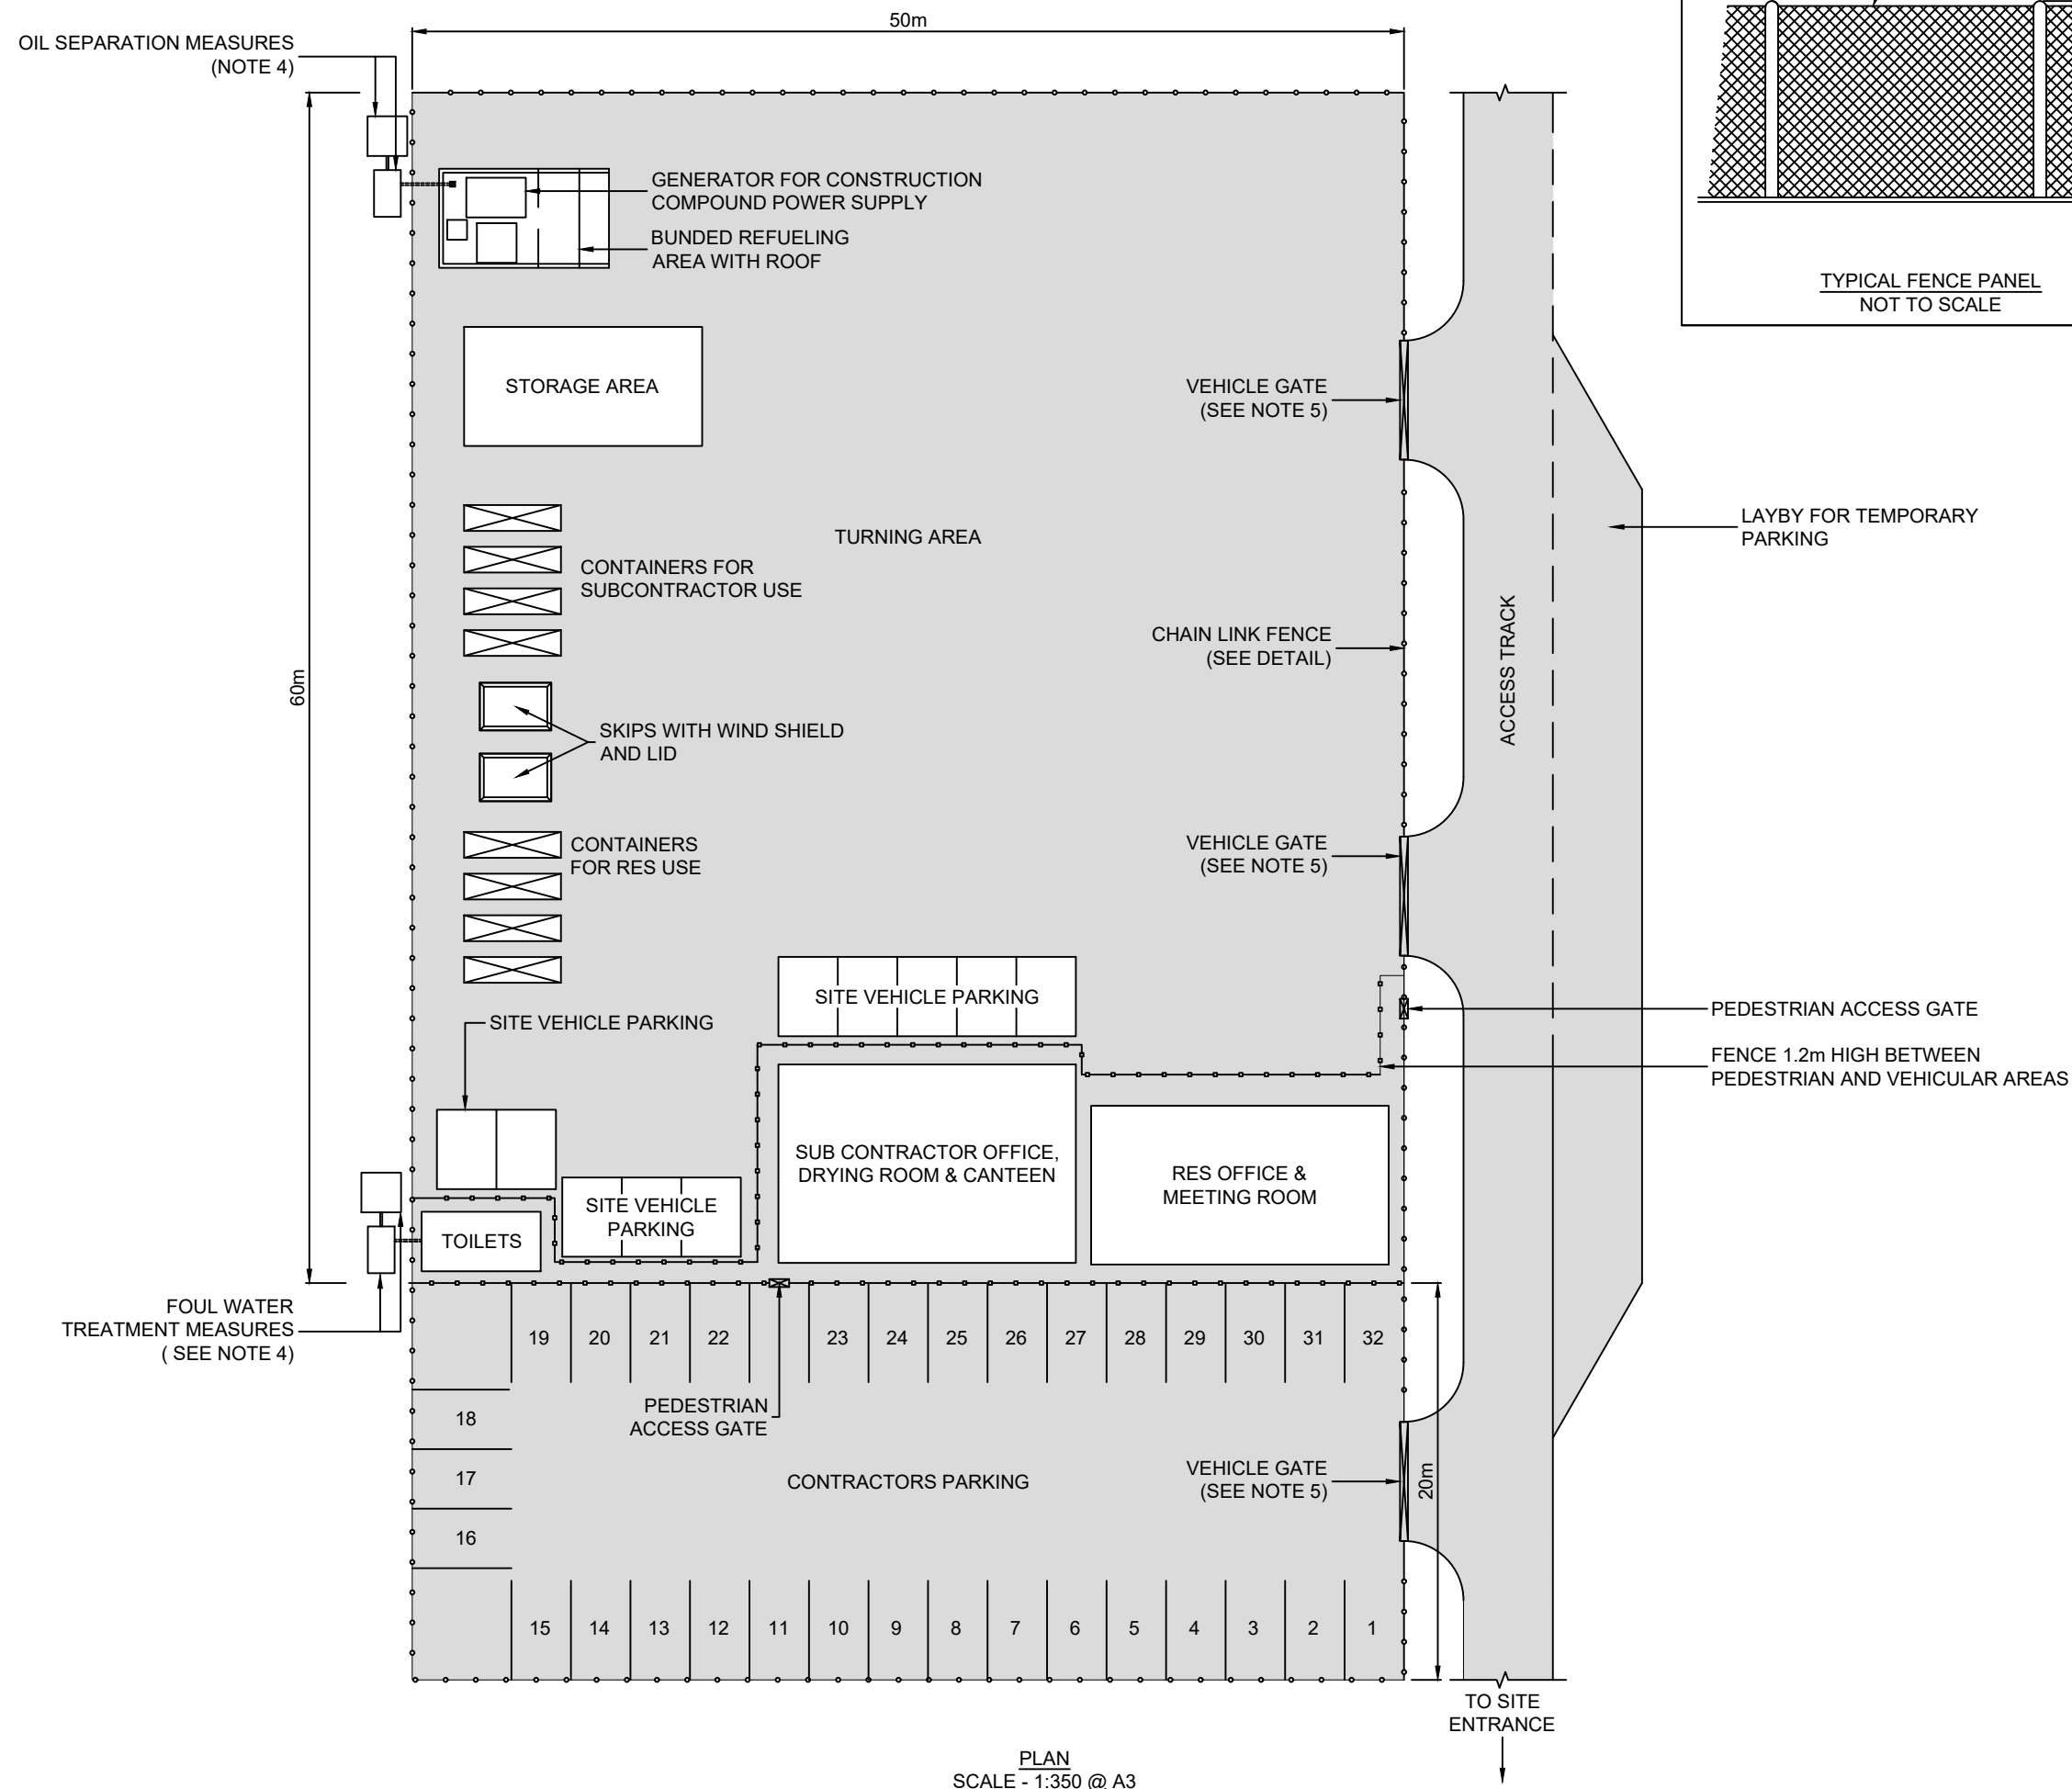 50m
OIL SEPARATION MEASURES
(NOTE 4)
GENERATOR FOR CONSTRUCTION
COMPOUND POWER SUPPLY
BUNDED REFUELING
AREA WITH ROOF
TYPICAL FENCE PANEL
NOT TO SCALE
STORAGE AREA
VEHICLE GATE
(SEE NOTE 5)
TURNING AREA
LAYBY FOR TEMPORARY
PARKING
CONTAINERS FOR
SUBCONTRACTOR USE
CHAIN LINK FENCE
(SEE DETAIL)
ACCESS TRACK
60m
SKIPS WITH WIND SHIELD
AND LID
CONTAINERS
FOR RES USE
VEHICLE GATE
(SEE NOTE 5)
SITE VEHICLE PARKING
SITE VEHICLE PARKING
PEDESTRIAN ACCESS GATE
FENCE 1.2m HIGH BETWEEN
PEDESTRIAN AND VEHICULAR AREAS
SUB CONTRACTOR OFFICE,
DRYING ROOM & CANTEEN
RES OFFICE &
MEETING ROOM
SITE VEHICLE
PARKING
TOILETS
FOUL WATER
TREATMENT MEASURES
( SEE NOTE 4)
19 20 21 22 23 24 25 26 27 28 29 30 31 32
PEDESTRIAN
ACCESS GATE
18
17
16
CONTRACTORS PARKING
VEHICLE GATE
(SEE NOTE 5)
20m
15 14 13 12 11 10 9 8 7 6 5 4 3 2 1
TO SITE
ENTRANCE
PLAN
SCALE - 1:350 @ A3